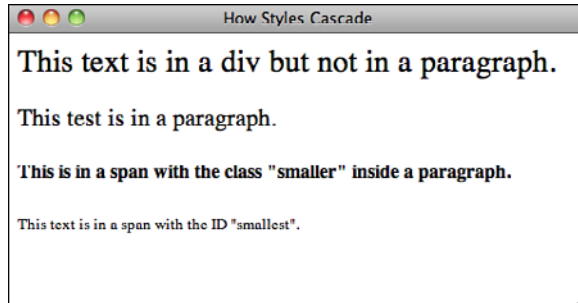 How Styles Cascade
This text is in a div but not in a paragraph.
This test is in a paragraph.
This is in a span with the class "smaller" inside a paragraph.
This text is in a span with the ID "smallest".